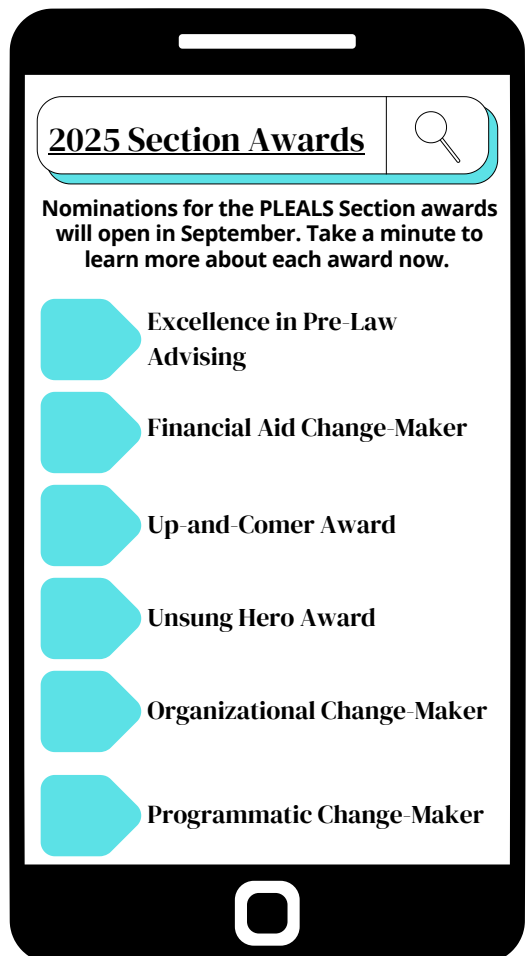 2025 Section Awards
Nominations for the PLEALS Section awards
will open in September. Take a minute to
learn more about each award now.
Excellence in Pre-Law
Advising
Financial Aid Change-Maker
Up-and-Comer Award
Unsung Hero Award
Organizational Change-Maker
Programmatic Change-Maker